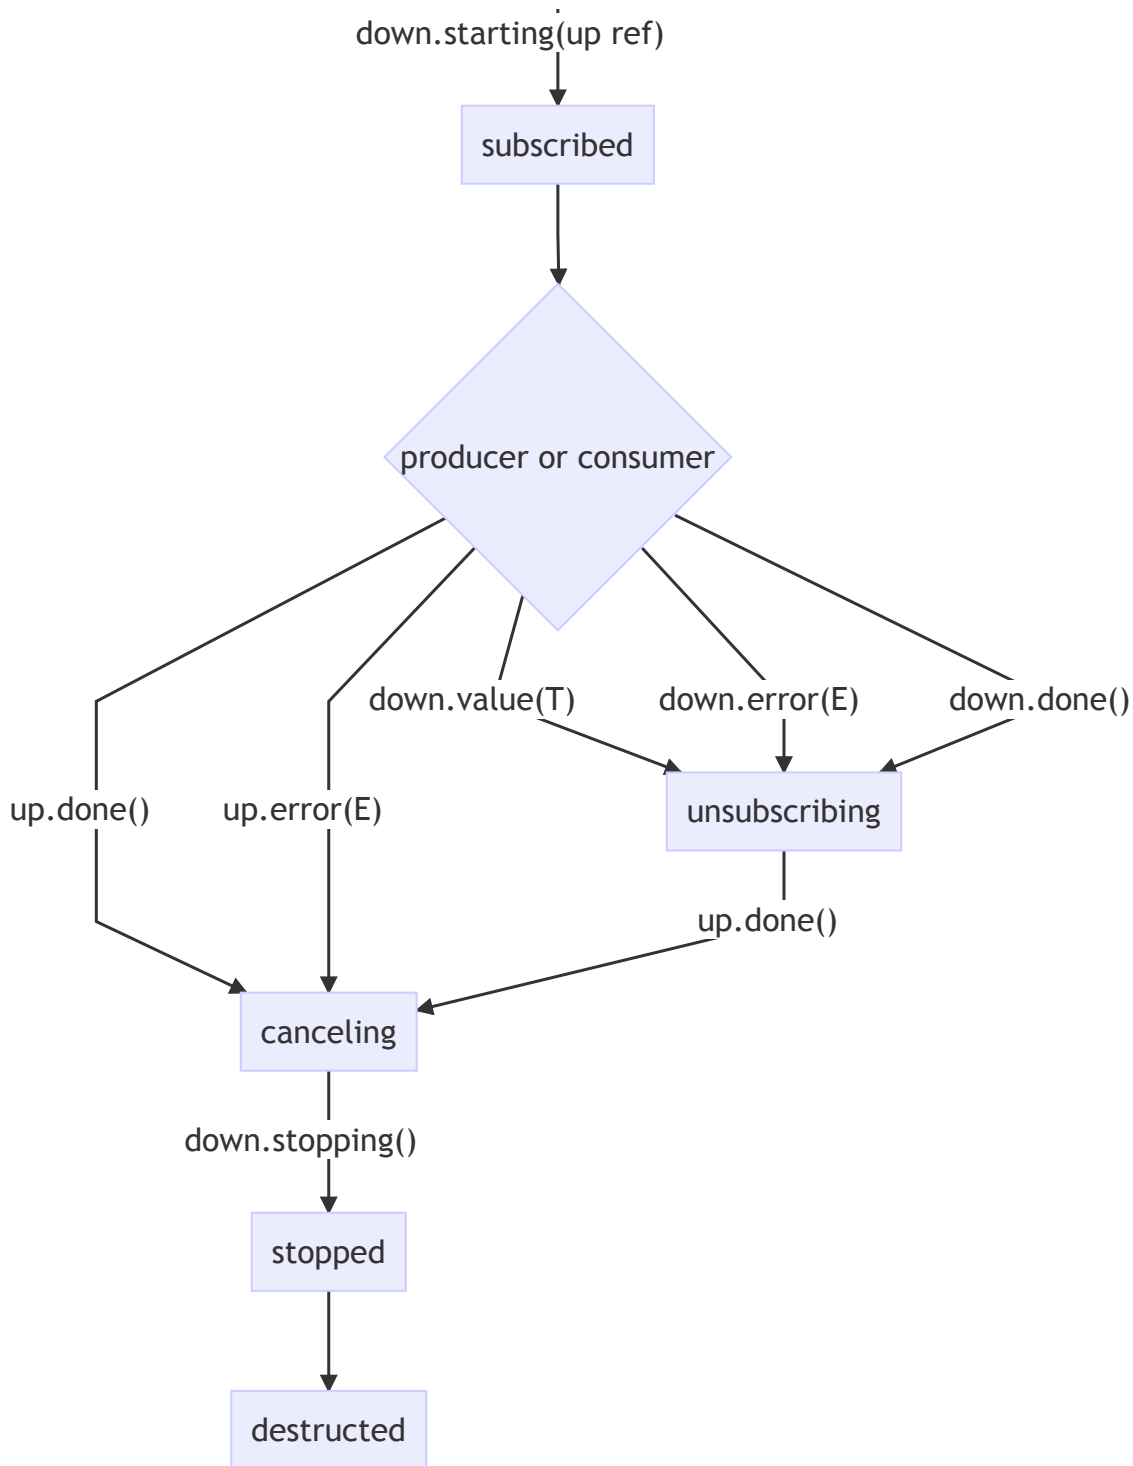 down.starting(up ref)
subscribed
producer or consumer
down.value(T)
down.error(E)
down.done()
up.done()
up.error(E)
unsubscribing
up.done()
canceling
down.stopping()
stopped
destructed